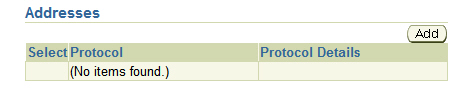 Addresses
Add
Select Protocol Protocol Details
(No items found.)